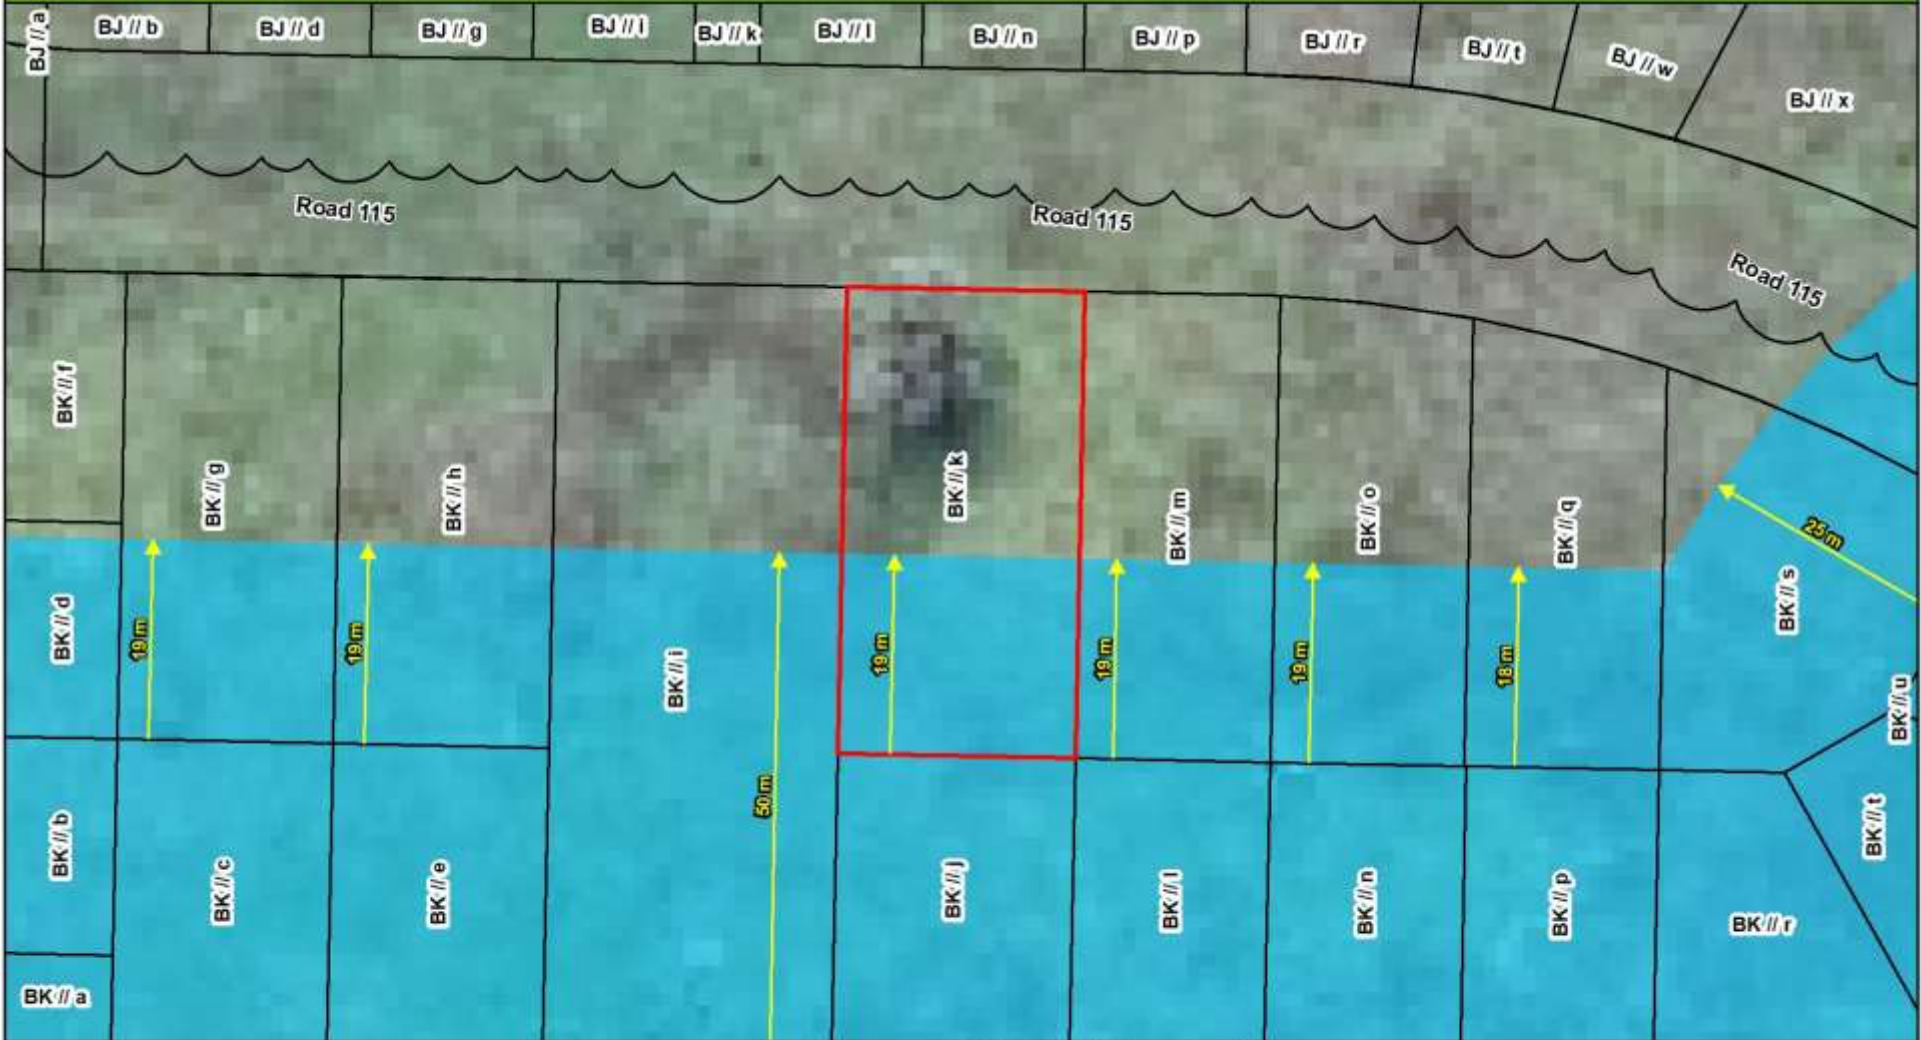 BJ // a
BJ // b
BJ // d
BJ // g
BJ // i
BJ // k
BJ // l
BJ // n
BJ // p
BJ // r
BJ // t
BJ // w
BJ // x
Road 115
Road 115
Road 115
BK // f
BK // g
BK // h
BK // k
BK // m
BK // o
BK // q
25 m
BK // d
19 m
19 m
BK // i
19 m
19 m
19 m
18 m
BK // s
BK // u
50 m
BK // b
BK // c
BK // e
BK // j
BK // l
BK // n
BK // p
BK // r
BK // t
BK // a